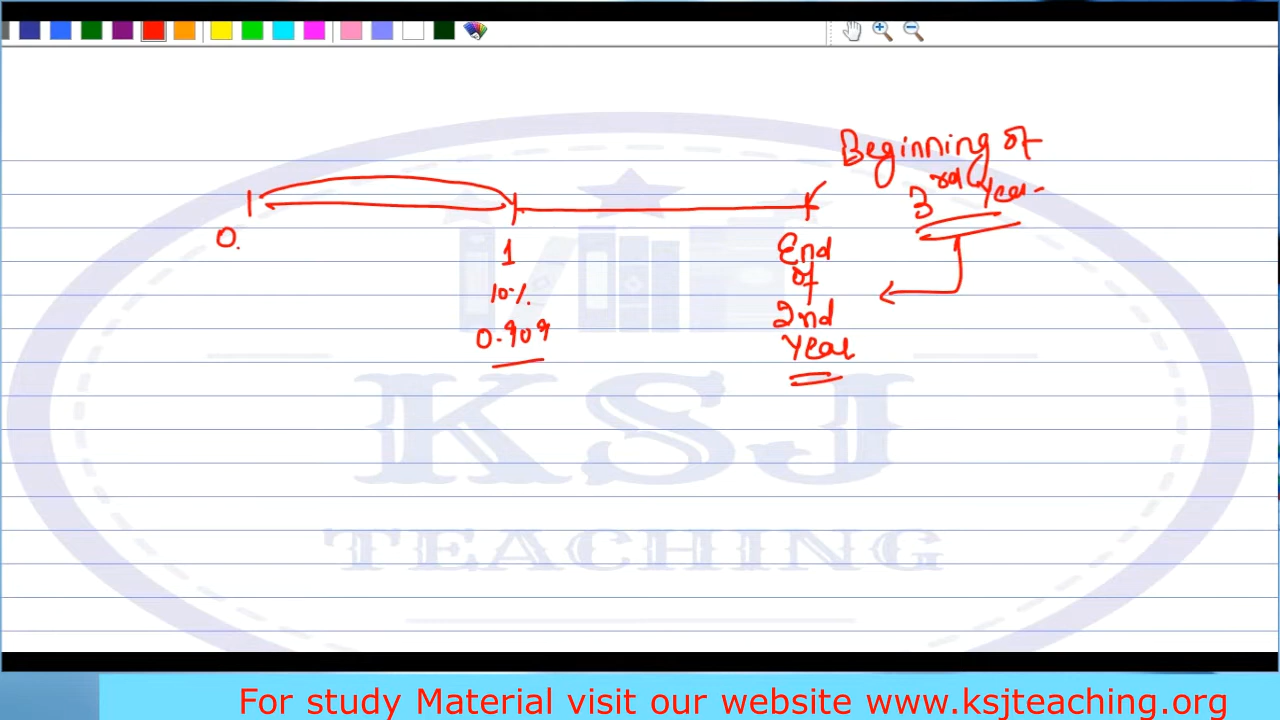 Beginning of
3rd Year
0.
1
10%
0.909
End
of
2nd
Year
KSJ
TEACHING
For study Material visit our website www.ksjteaching.org